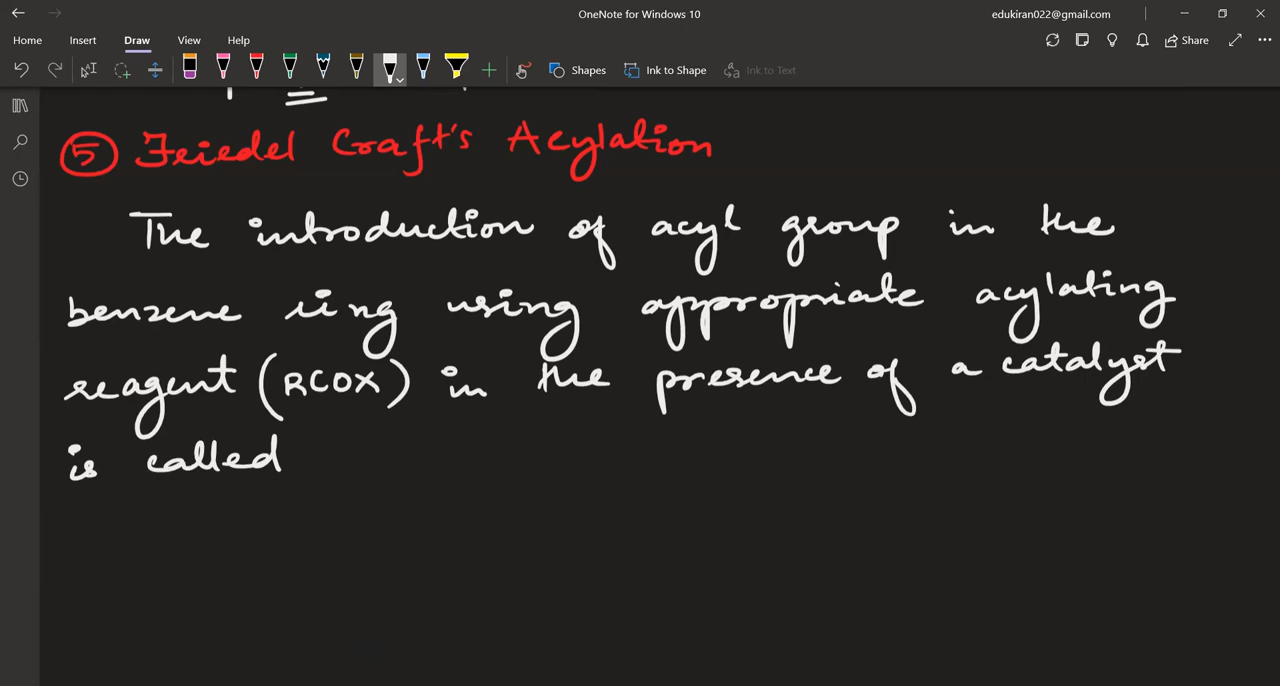 OneNote for Windows 10
edukiran022@gmail.com
Home Insert Draw View Help
Share
Shapes
Ink to Shape
Ink to Text
5 Friedel Craft's Acylation
The introduction of acyl group in the
benzene ring using appropriate acylating
reagent (RCOX) in the presence of a catalyst
is called